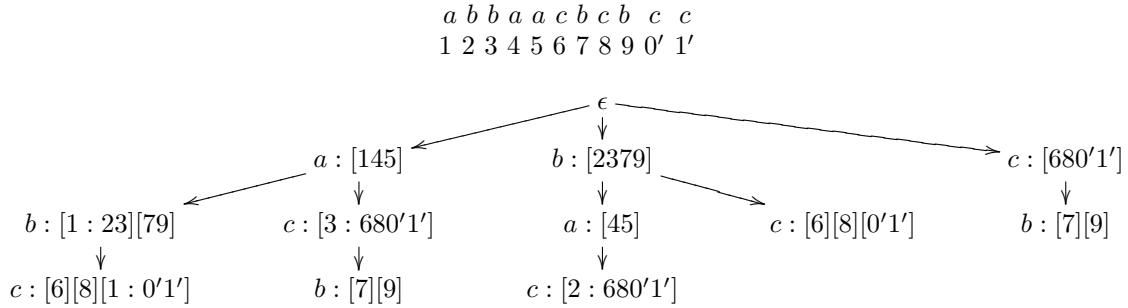 a b b a a c b c b c c
1 2 3 4 5 6 7 8 9 0′ 1′
ϵ
a : [145] b : [2379] c : [680′1′]
b : [1 : 23][79] c : [3 : 680′1′] a : [45] c : [6][8][0′1′] b : [7][9]
c : [6][8][1 : 0′1′] b : [7][9] c : [2 : 680′1′]